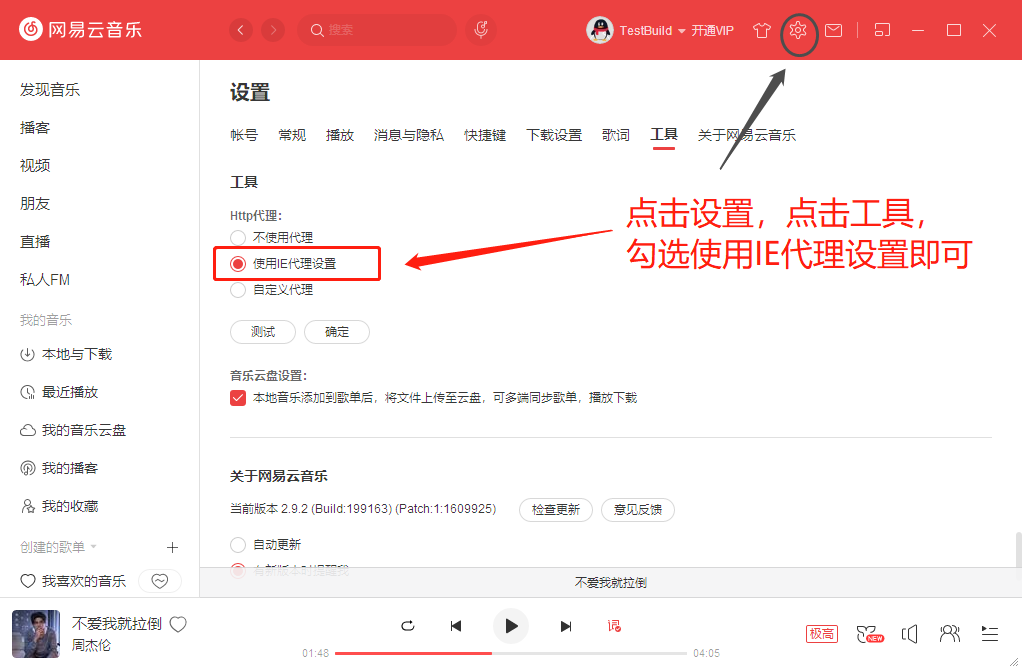 网易云音乐
搜索
TestBuild
开通VIP
发现音乐
播客
视频
朋友
直播
私人FM
我的音乐
本地与下载
最近播放
我的音乐云盘
我的播客
我的收藏
创建的歌单
我喜欢的音乐
设置
帐号 常规 播放 消息与隐私 快捷键 下载设置 歌词 工具 关于网易云音乐
工具
Http代理：
不使用代理
使用IE代理设置
自定义代理
测试 确定
点击设置，点击工具，
勾选使用IE代理设置即可
音乐云盘设置：
本地音乐添加到歌单后，将文件上传至云盘，可多端同步歌单，播放下载
关于网易云音乐
当前版本 2.9.2 (Build:199163) (Patch:1:1609925) 检查更新 意见反馈
自动更新
有新版本时提醒我
不爱我就拉倒
不爱我就拉倒
周杰伦
词
01:48
04:05
极高
NEW